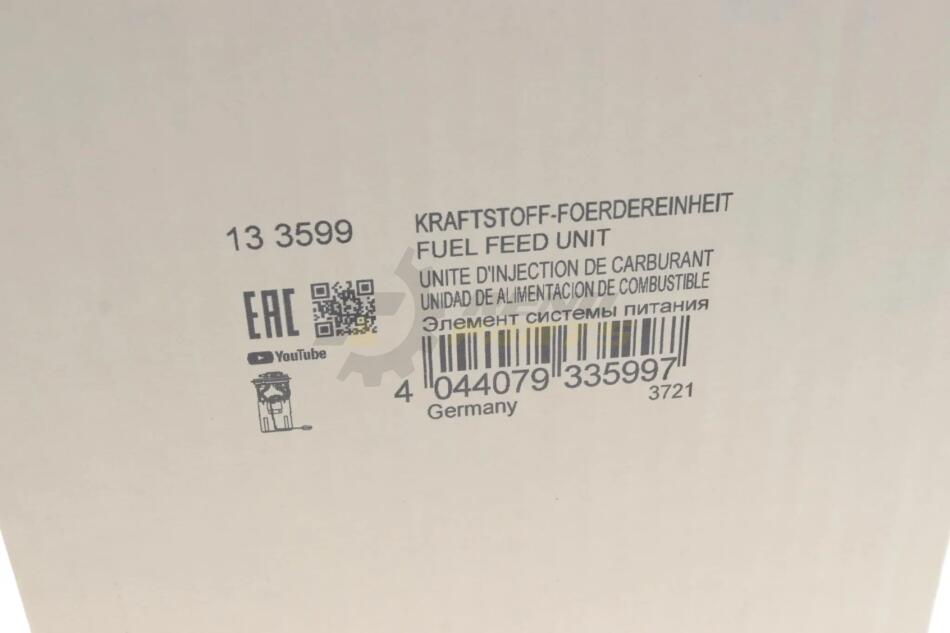 13 3599
KRAFTSTOFF-FOERDEREINHEIT
FUEL FEED UNIT
UNITE D'INJECTION DE CARBURANT
UNIDAD DE ALIMENTACION DE COMBUSTIBLE
Элемент системы питания
EAC
YouTube
4 044079 335997
Germany 3721